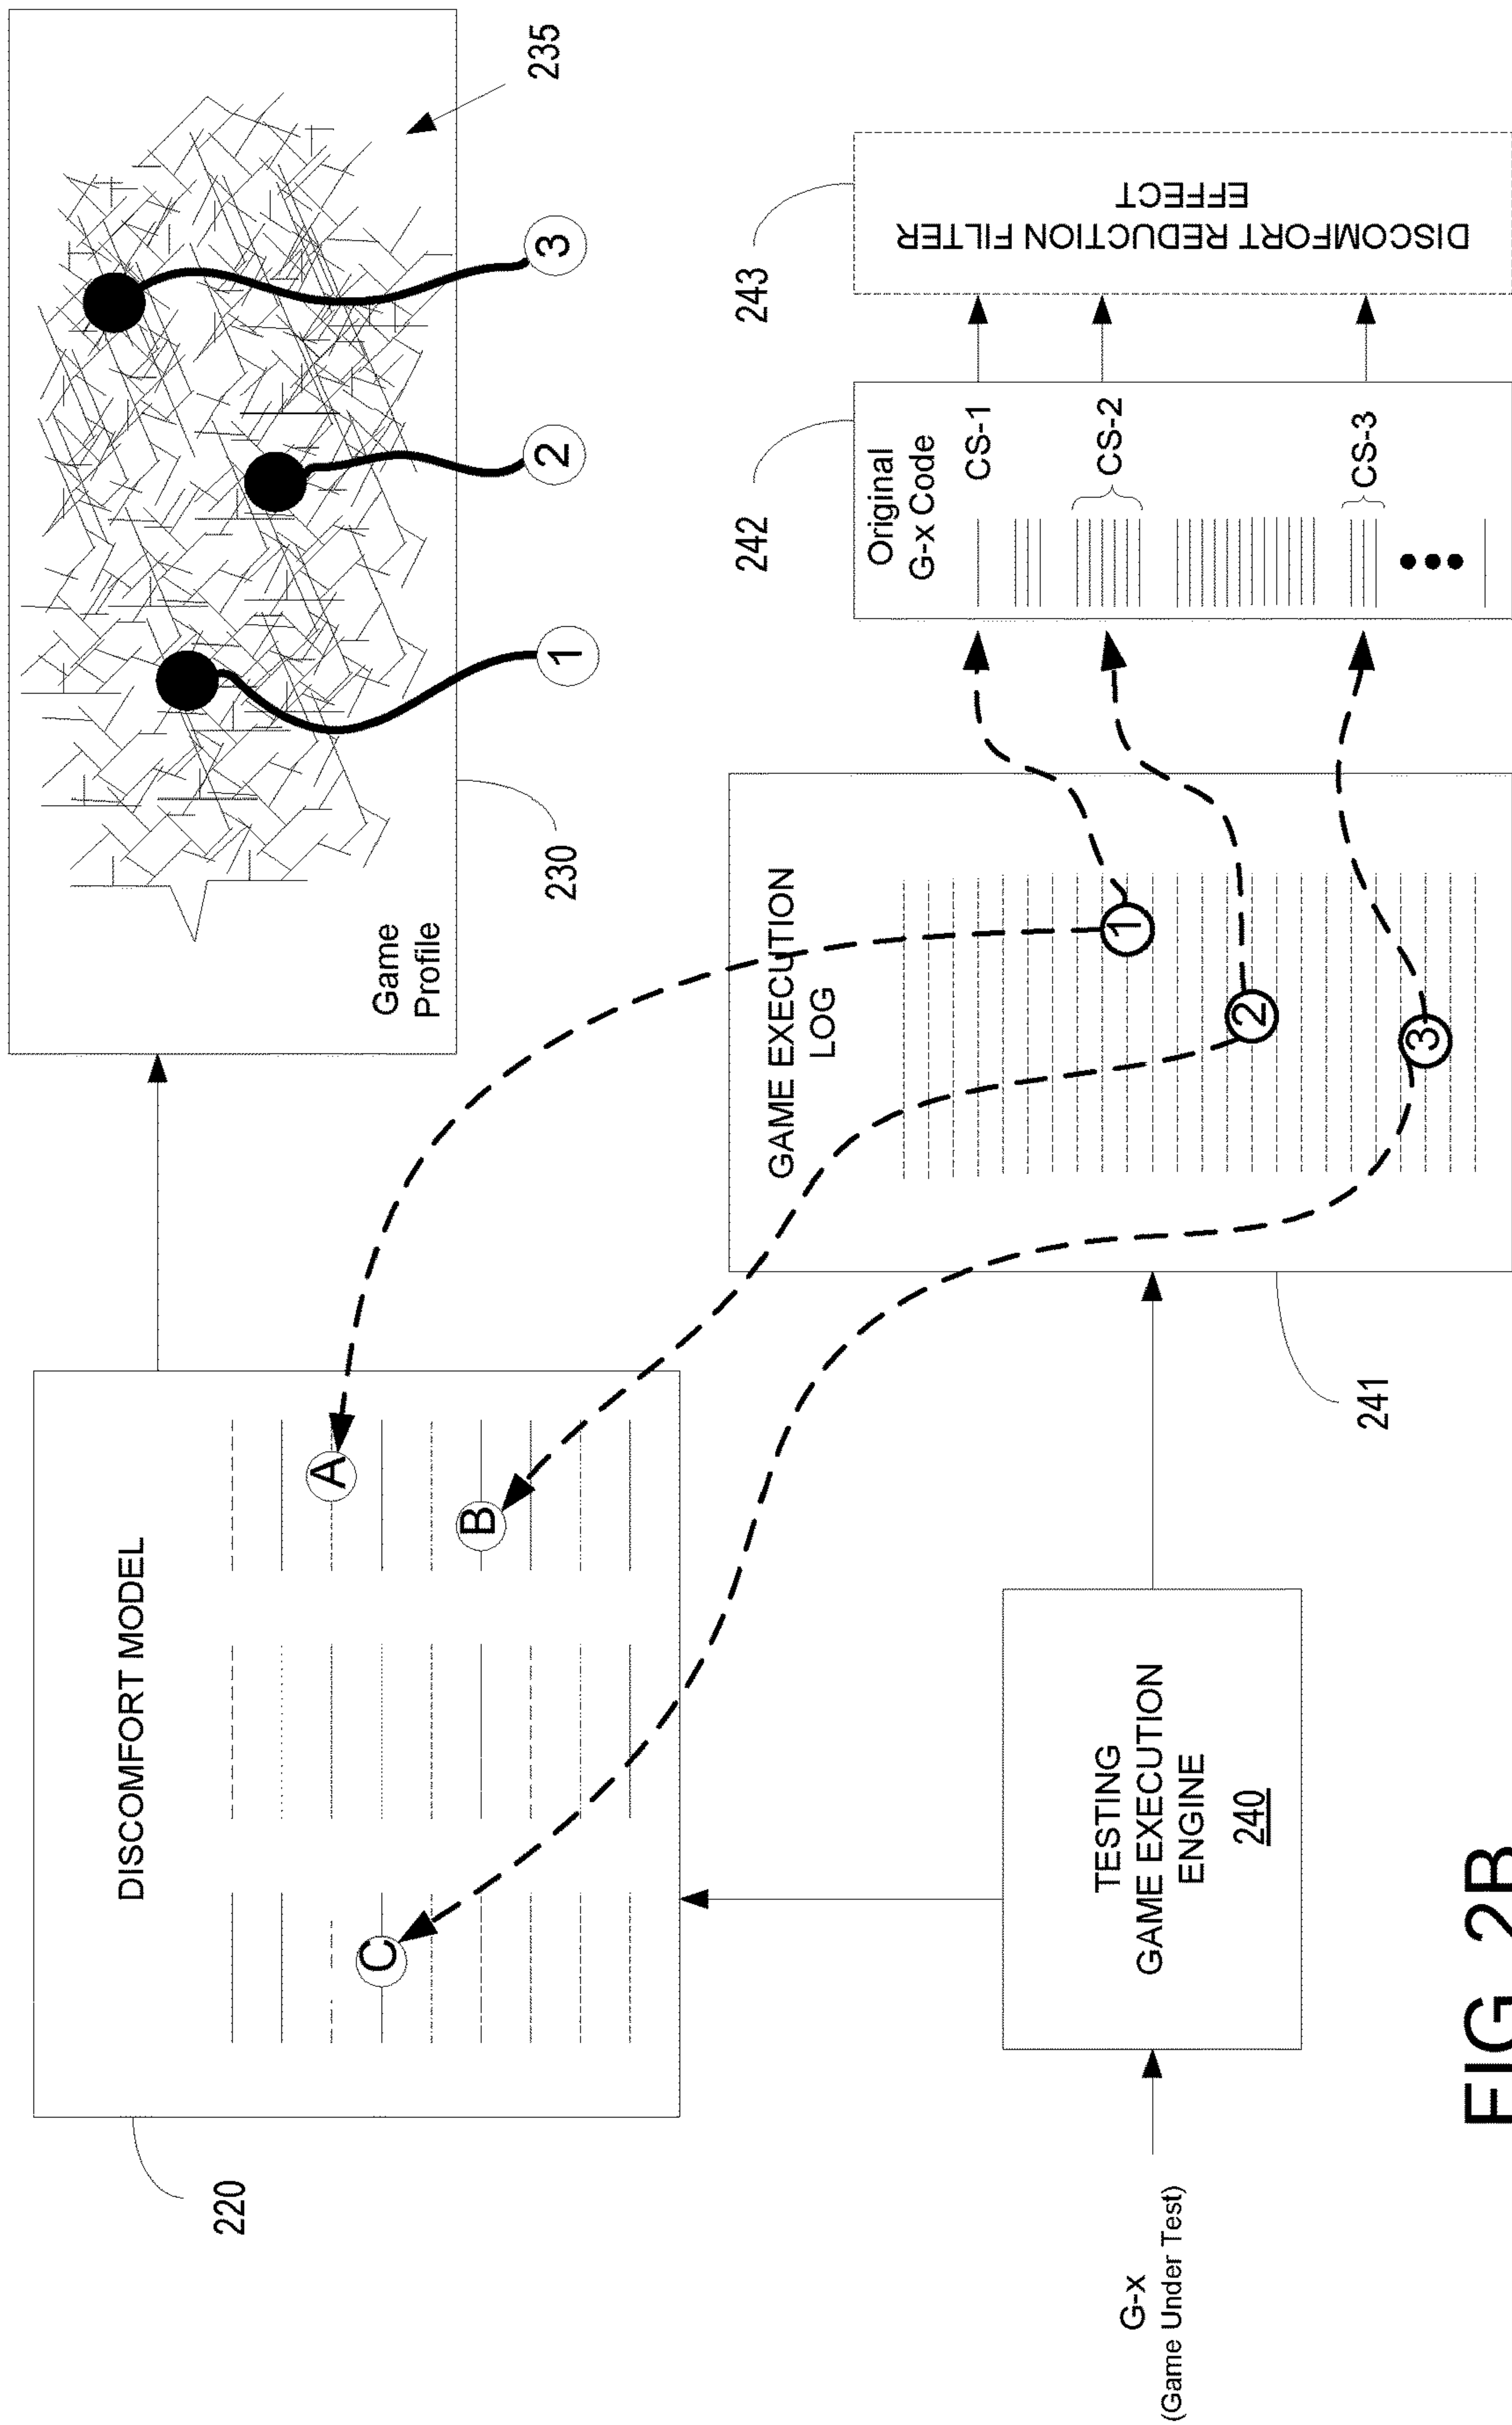 220
DISCOMFORT MODEL
A
B
C
Game
Profile
230
235
1
2
3
G-x
(Game Under Test)
TESTING
GAME EXECUTION
ENGINE
240
GAME EXECUTION
LOG
1
2
3
241
242
Original
G-x Code
CS-1
CS-2
CS-3
243
DISCOMFORT REDUCTION FILTER
EFFECT
FIG. 2B